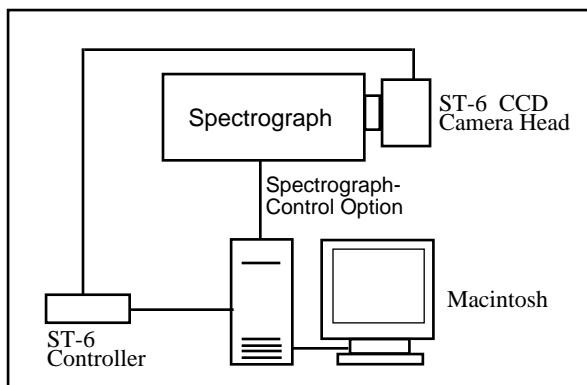 Spectrograph
ST-6 CCD
Camera Head
Spectrograph-
Control Option
Macintosh
ST-6
Controller